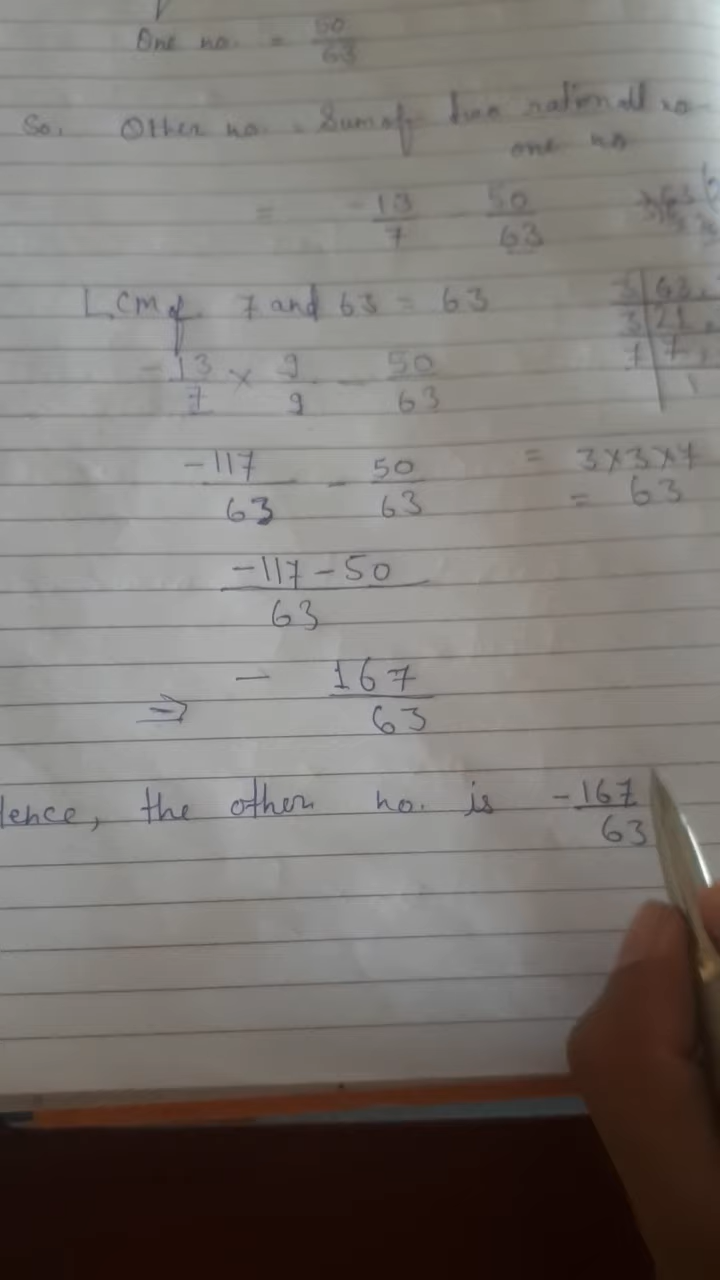 One no. = 50/63
So, Other no. = Sum of two rational no -
one no
= -13/7 - 50/63
L.C.M of 7 and 63 = 63
3 | 63,
3 | 21,
7 | 7,
1
-13/7 × 9/9 - 50/63
-117/63 - 50/63
= 3×3×7
= 63
-117-50/63
⇒ - 167/63
Hence, the other no. is -167/63